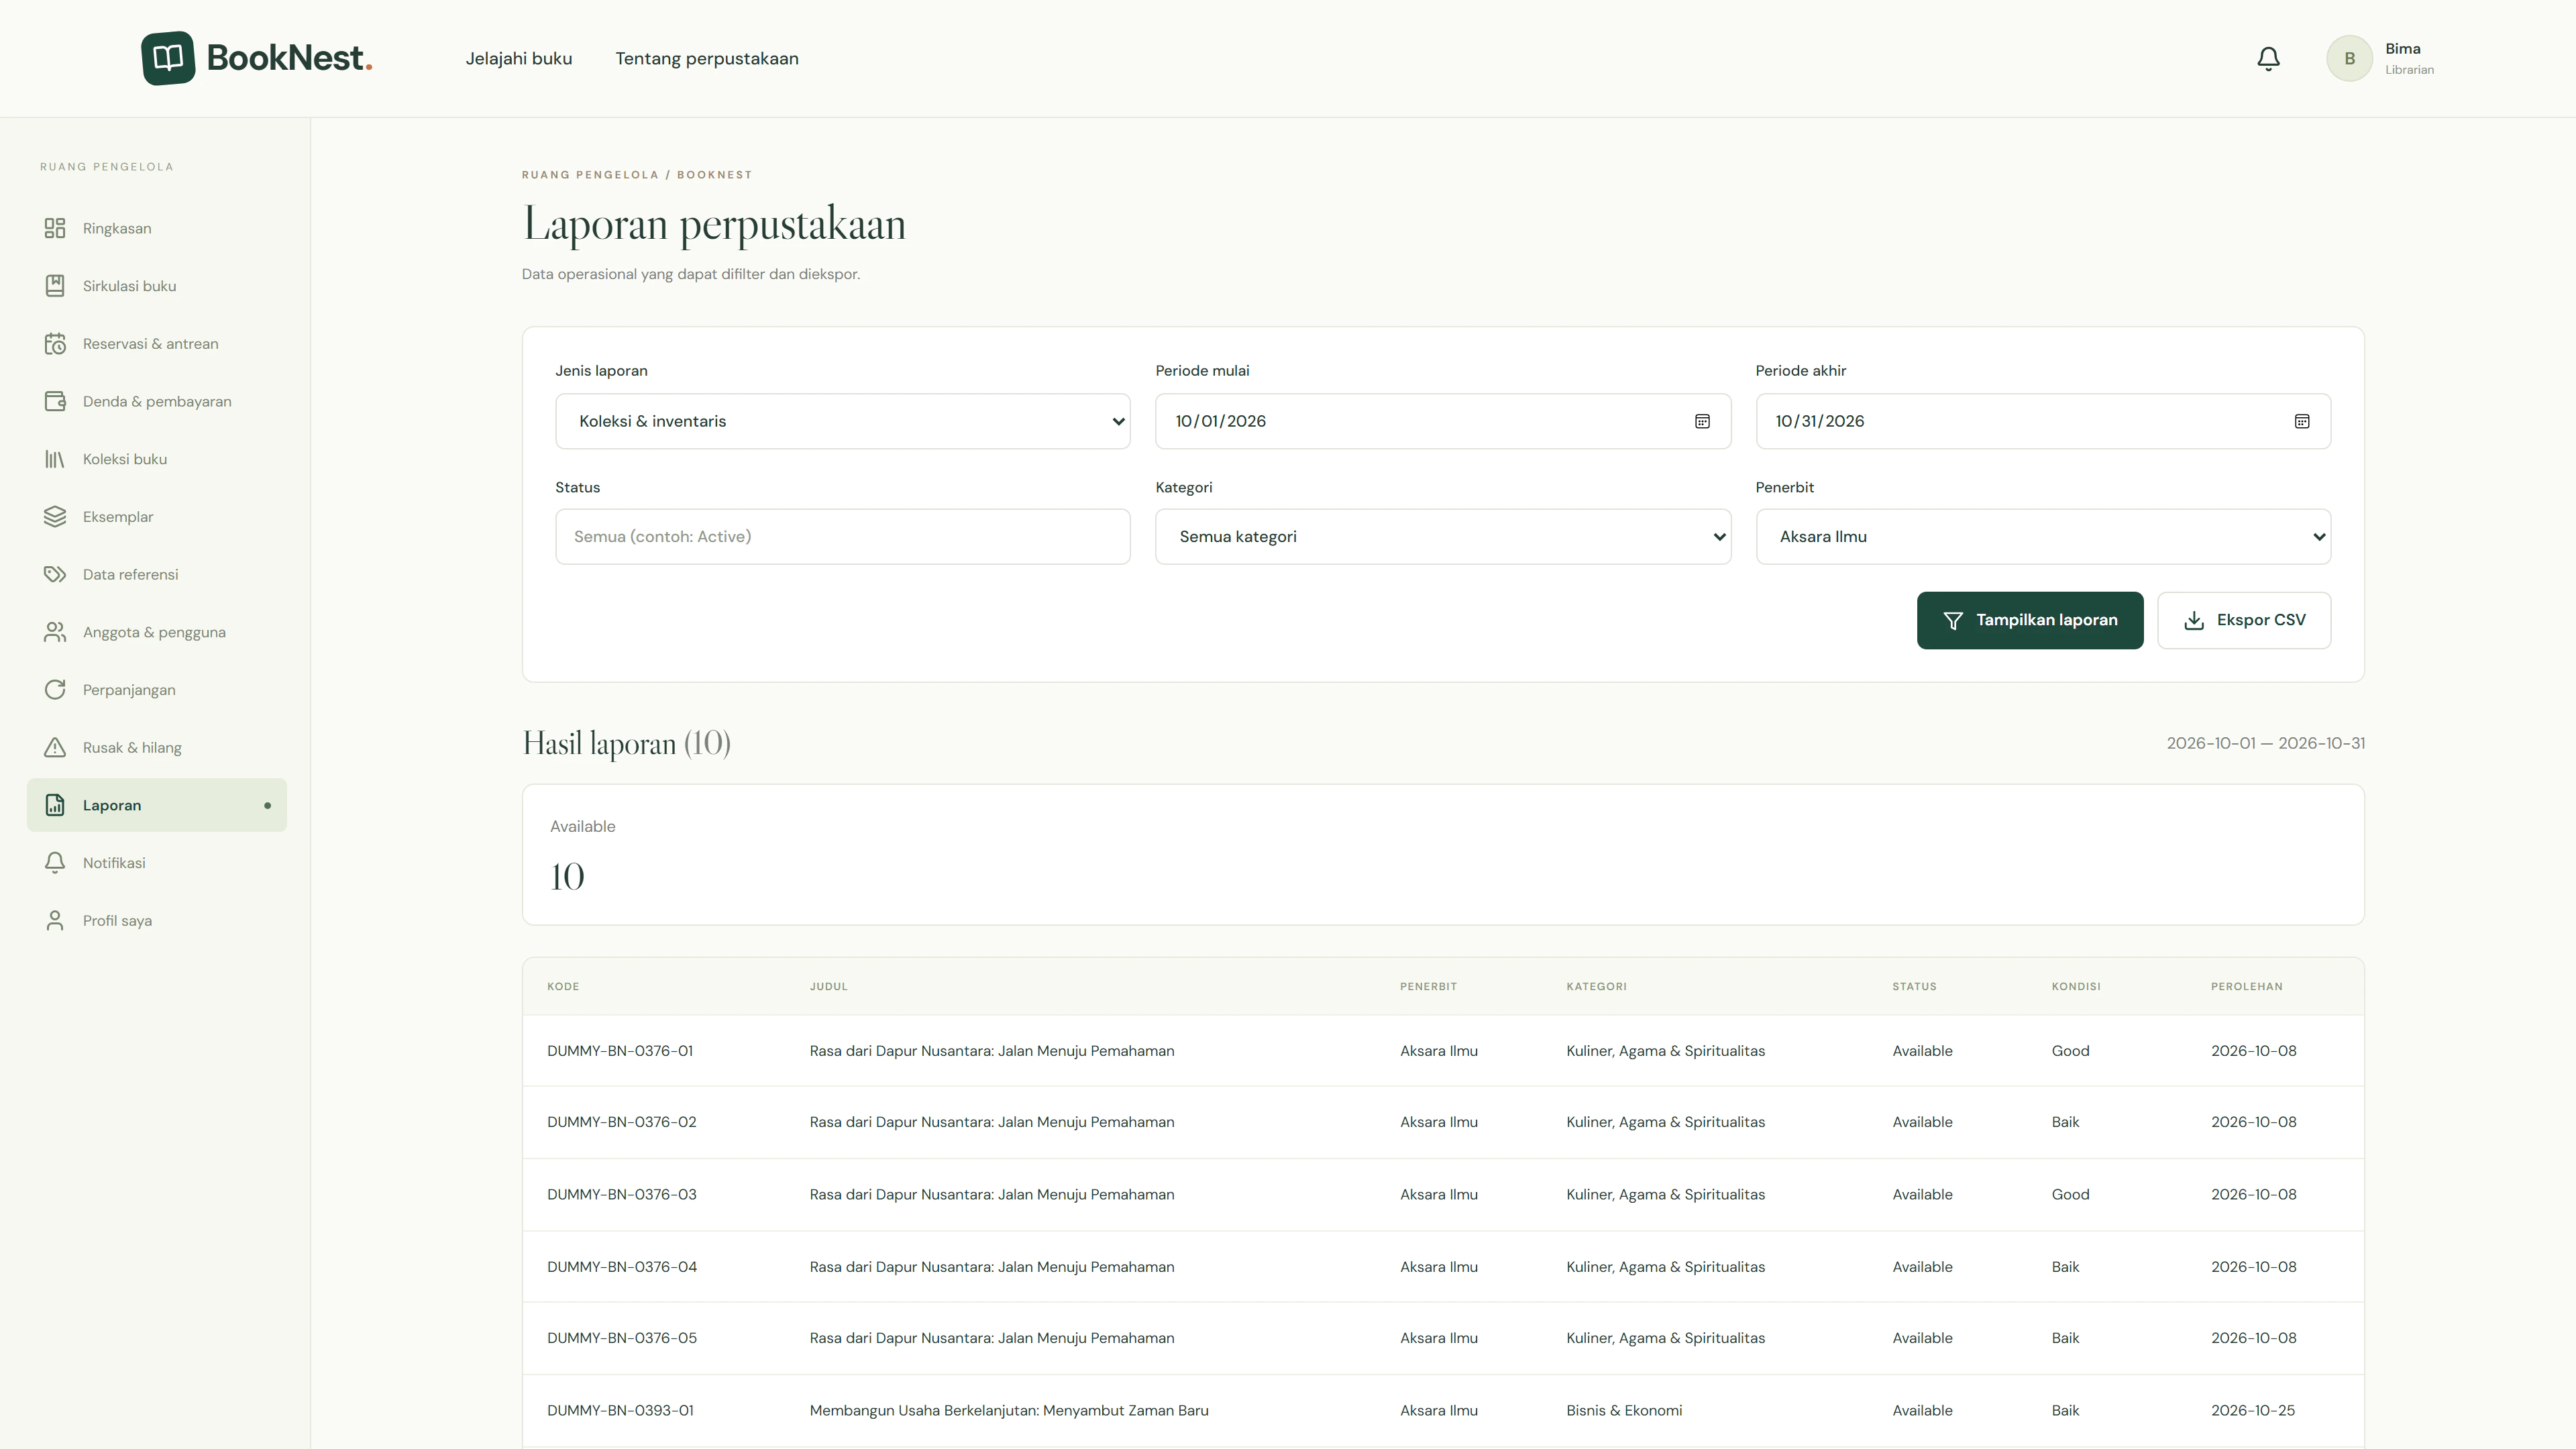 BookNest.
Jelajahi buku
Tentang perpustakaan
B
Bima
Librarian
RUANG PENGELOLA
Ringkasan
Sirkulasi buku
Reservasi & antrean
Denda & pembayaran
Koleksi buku
Eksemplar
Data referensi
Anggota & pengguna
Perpanjangan
Rusak & hilang
Laporan
Notifikasi
Profil saya
RUANG PENGELOLA / BOOKNEST
Laporan perpustakaan
Data operasional yang dapat difilter dan diekspor.
Jenis laporan
Koleksi & inventaris
Periode mulai
10/01/2026
Periode akhir
10/31/2026
Status
Semua (contoh: Active)
Kategori
Semua kategori
Penerbit
Aksara Ilmu
Tampilkan laporan
Ekspor CSV
Hasil laporan (10)
2026-10-01 — 2026-10-31
Available
10
KODE JUDUL PENERBIT KATEGORI STATUS KONDISI PEROLEHAN
DUMMY-BN-0376-01 Rasa dari Dapur Nusantara: Jalan Menuju Pemahaman Aksara Ilmu Kuliner, Agama & Spiritualitas Available Good 2026-10-08
DUMMY-BN-0376-02 Rasa dari Dapur Nusantara: Jalan Menuju Pemahaman Aksara Ilmu Kuliner, Agama & Spiritualitas Available Baik 2026-10-08
DUMMY-BN-0376-03 Rasa dari Dapur Nusantara: Jalan Menuju Pemahaman Aksara Ilmu Kuliner, Agama & Spiritualitas Available Good 2026-10-08
DUMMY-BN-0376-04 Rasa dari Dapur Nusantara: Jalan Menuju Pemahaman Aksara Ilmu Kuliner, Agama & Spiritualitas Available Baik 2026-10-08
DUMMY-BN-0376-05 Rasa dari Dapur Nusantara: Jalan Menuju Pemahaman Aksara Ilmu Kuliner, Agama & Spiritualitas Available Baik 2026-10-08
DUMMY-BN-0393-01 Membangun Usaha Berkelanjutan: Menyambut Zaman Baru Aksara Ilmu Bisnis & Ekonomi Available Baik 2026-10-25